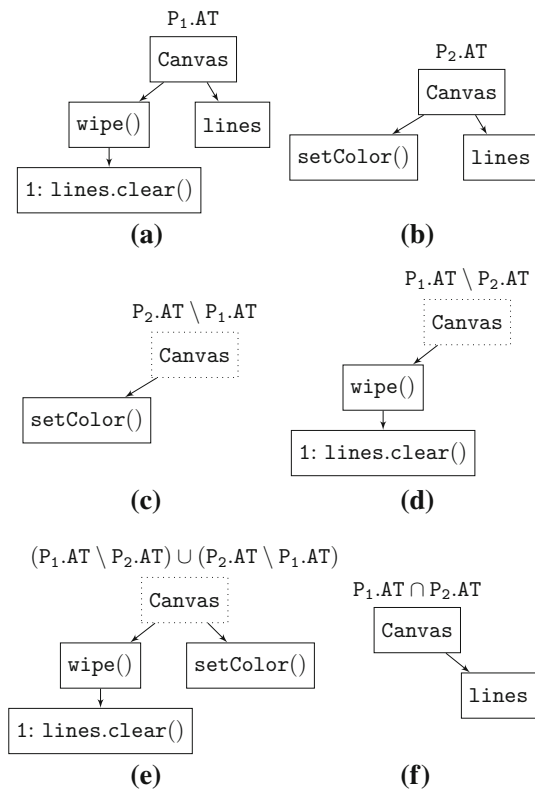 P₁.AT
Canvas
wipe()
lines
1: lines.clear()
(a)
P₂.AT
Canvas
setColor()
lines
(b)
P₂.AT \ P₁.AT
Canvas
setColor()
(c)
P₁.AT \ P₂.AT
Canvas
wipe()
1: lines.clear()
(d)
(P₁.AT \ P₂.AT) ∪ (P₂.AT \ P₁.AT)
Canvas
wipe()
setColor()
1: lines.clear()
(e)
P₁.AT ∩ P₂.AT
Canvas
lines
(f)